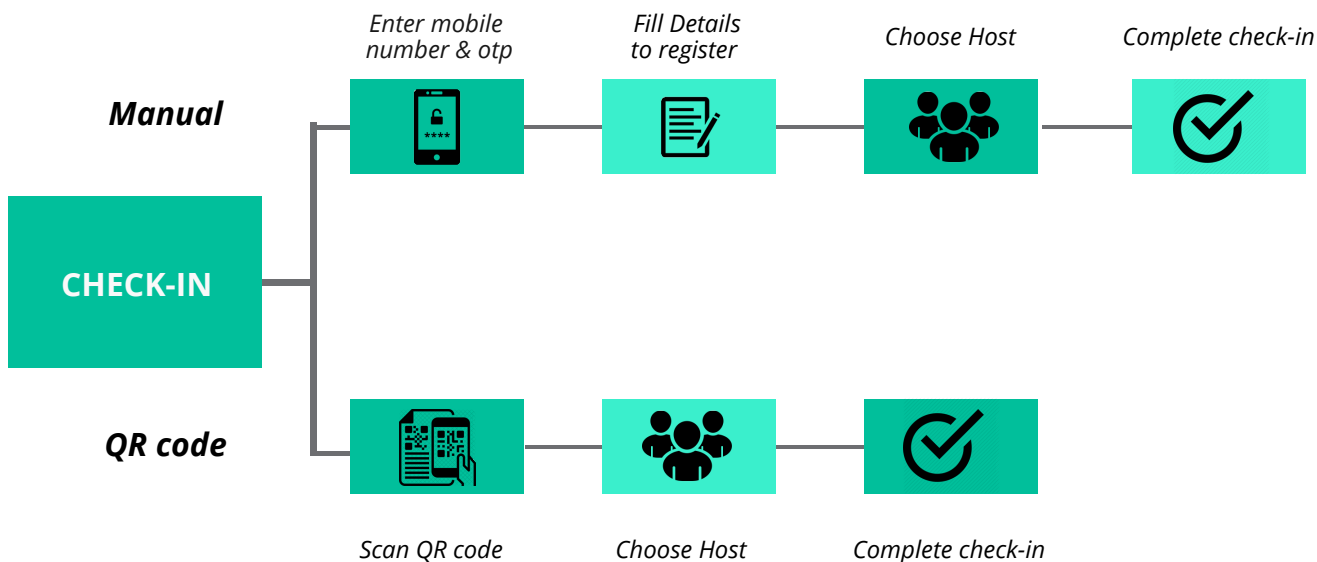 Enter mobile
number & otp
Fill Details
to register
Choose Host
Complete check-in
Manual
****
CHECK-IN
QR code
Scan QR code
Choose Host
Complete check-in